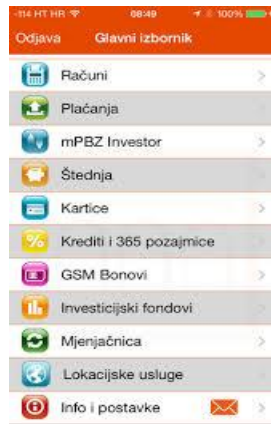 -114 HT HR 08:49 100%
Odjava Glavni izbornik
Računi
Plaćanja
mPBZ Investor
Štednja
Kartice
Krediti i 365 pozajmice
GSM Bonovi
Investicijski fondovi
Mjenjačnica
Lokacijske usluge
Info i postavke